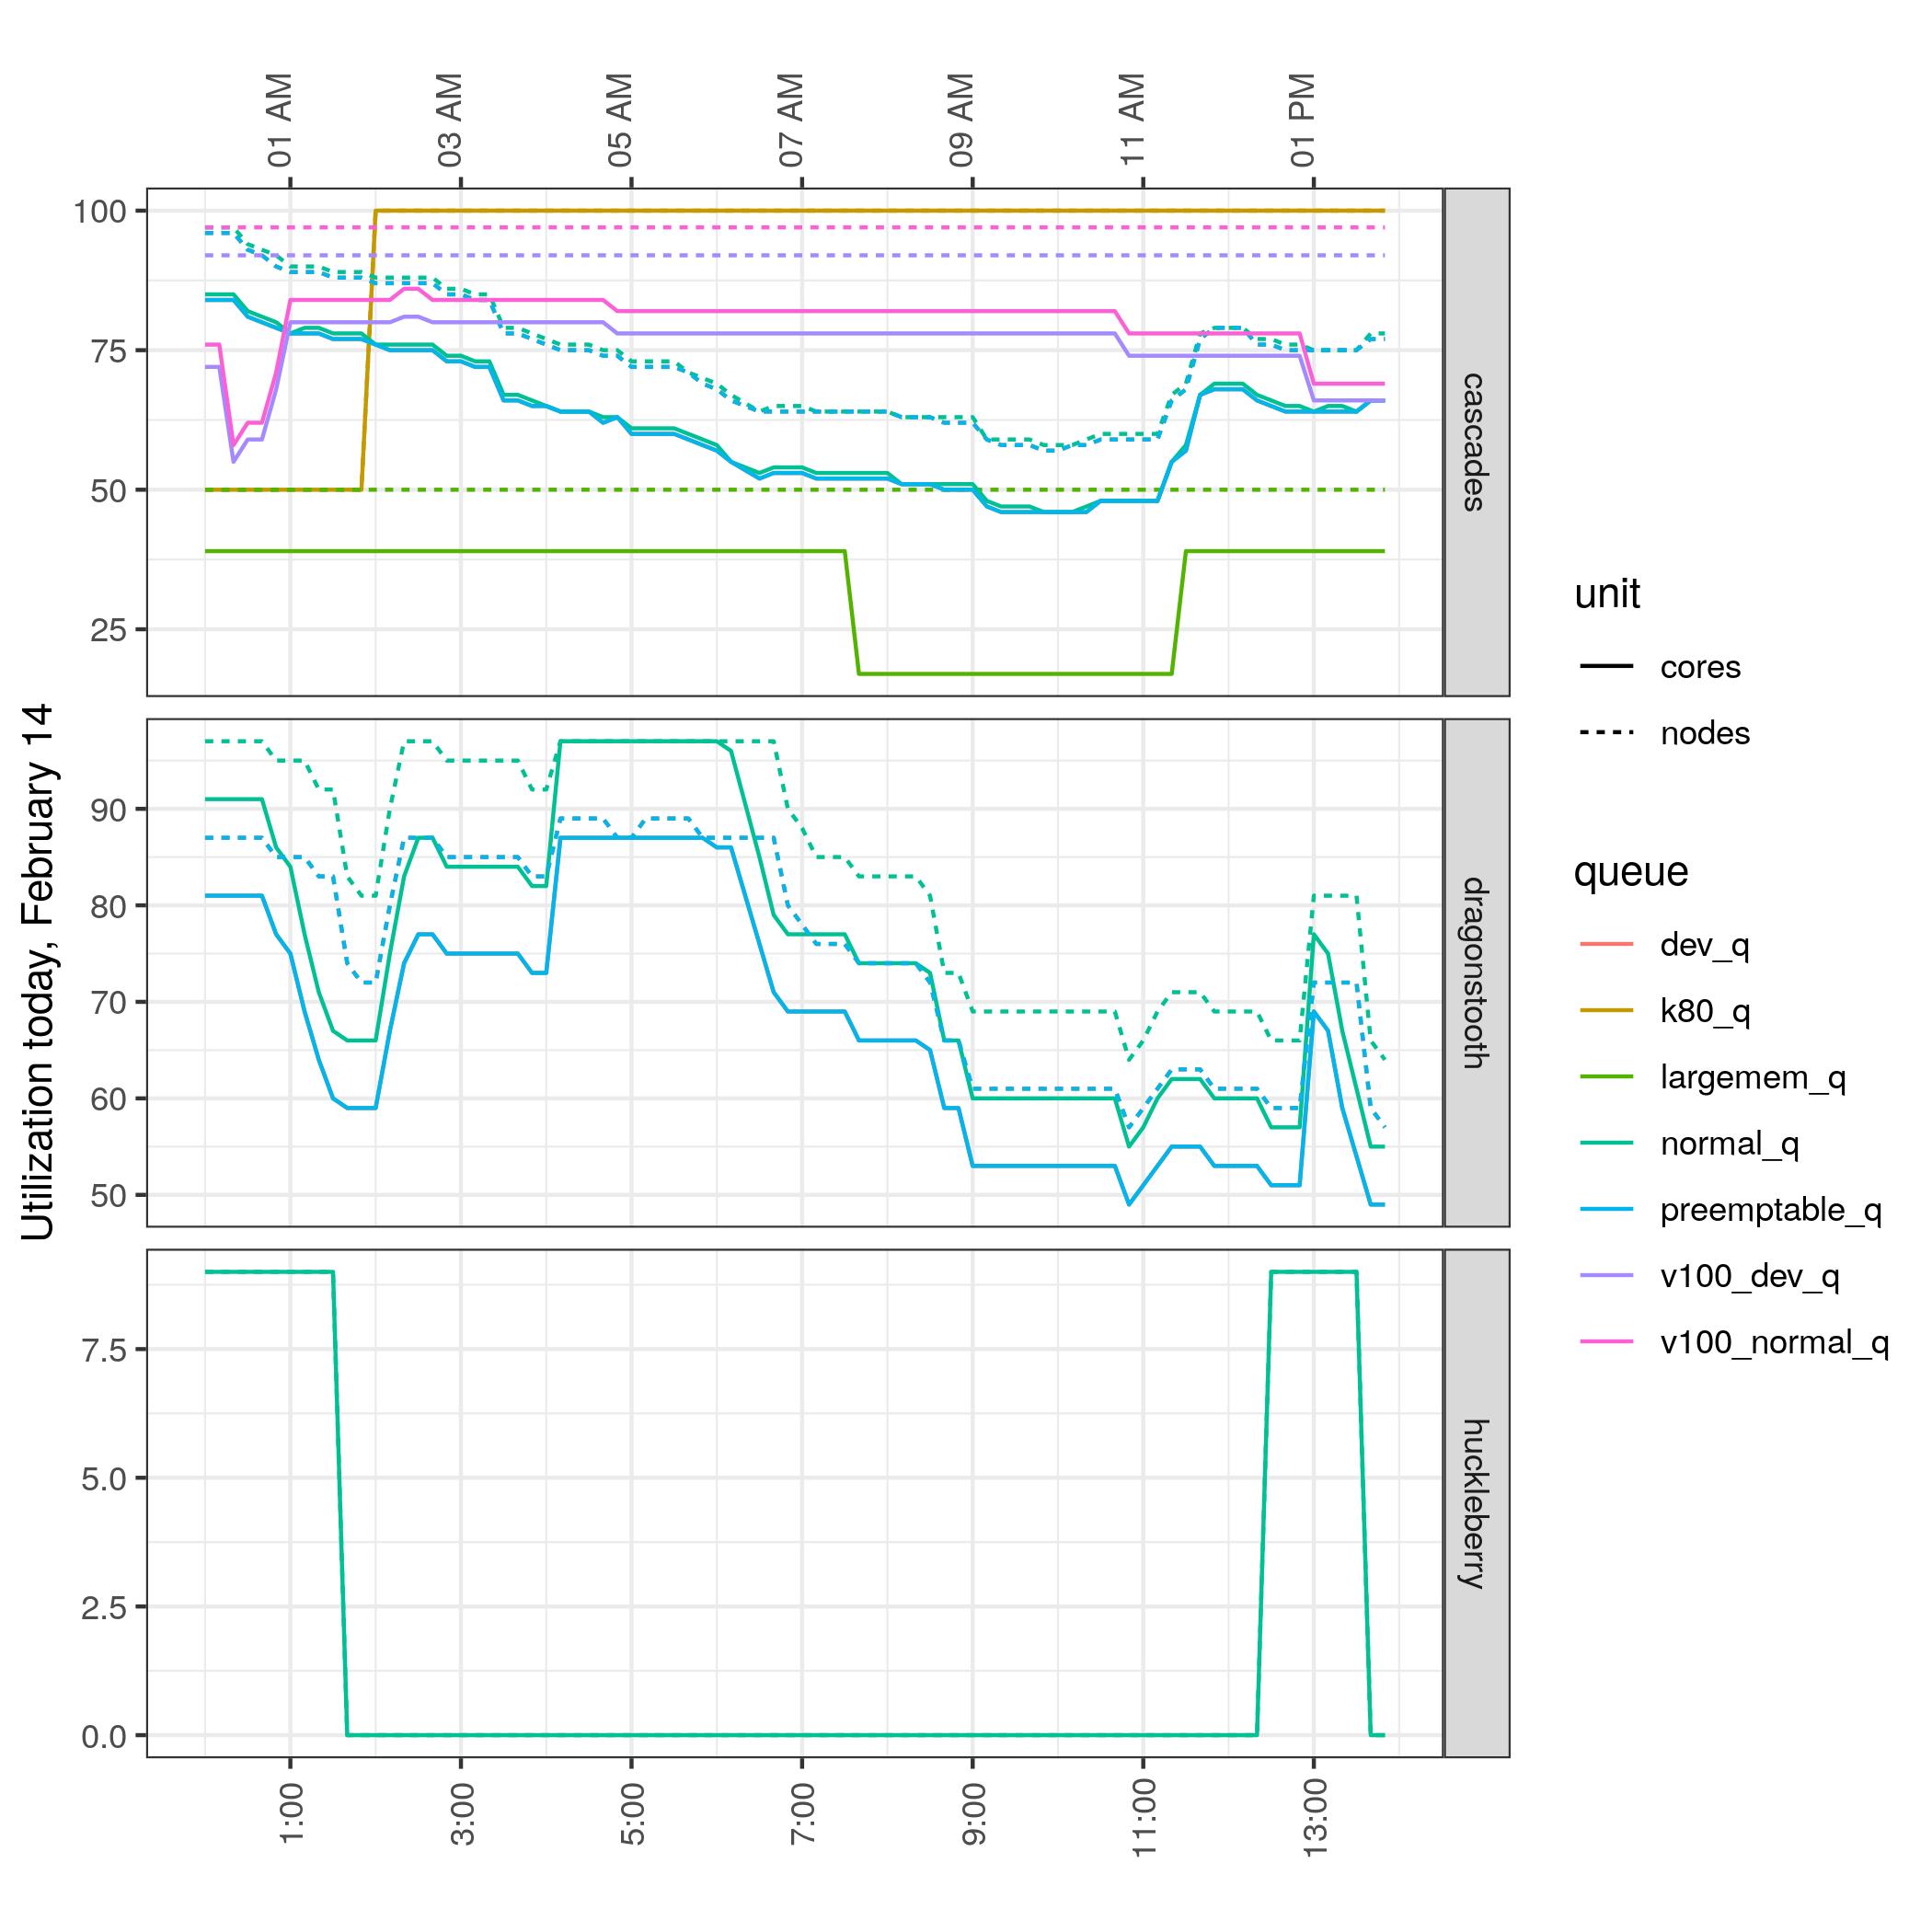 01 AM
03 AM
05 AM
07 AM
09 AM
11 AM
01 PM
Utilization today, February 14
100
75
50
25
cascades
90
80
70
60
50
dragonstooth
7.5
5.0
2.5
0.0
huckleberry
1:00
3:00
5:00
7:00
9:00
11:00
13:00
unit
cores
nodes
queue
dev_q
k80_q
largemem_q
normal_q
preemptable_q
v100_dev_q
v100_normal_q